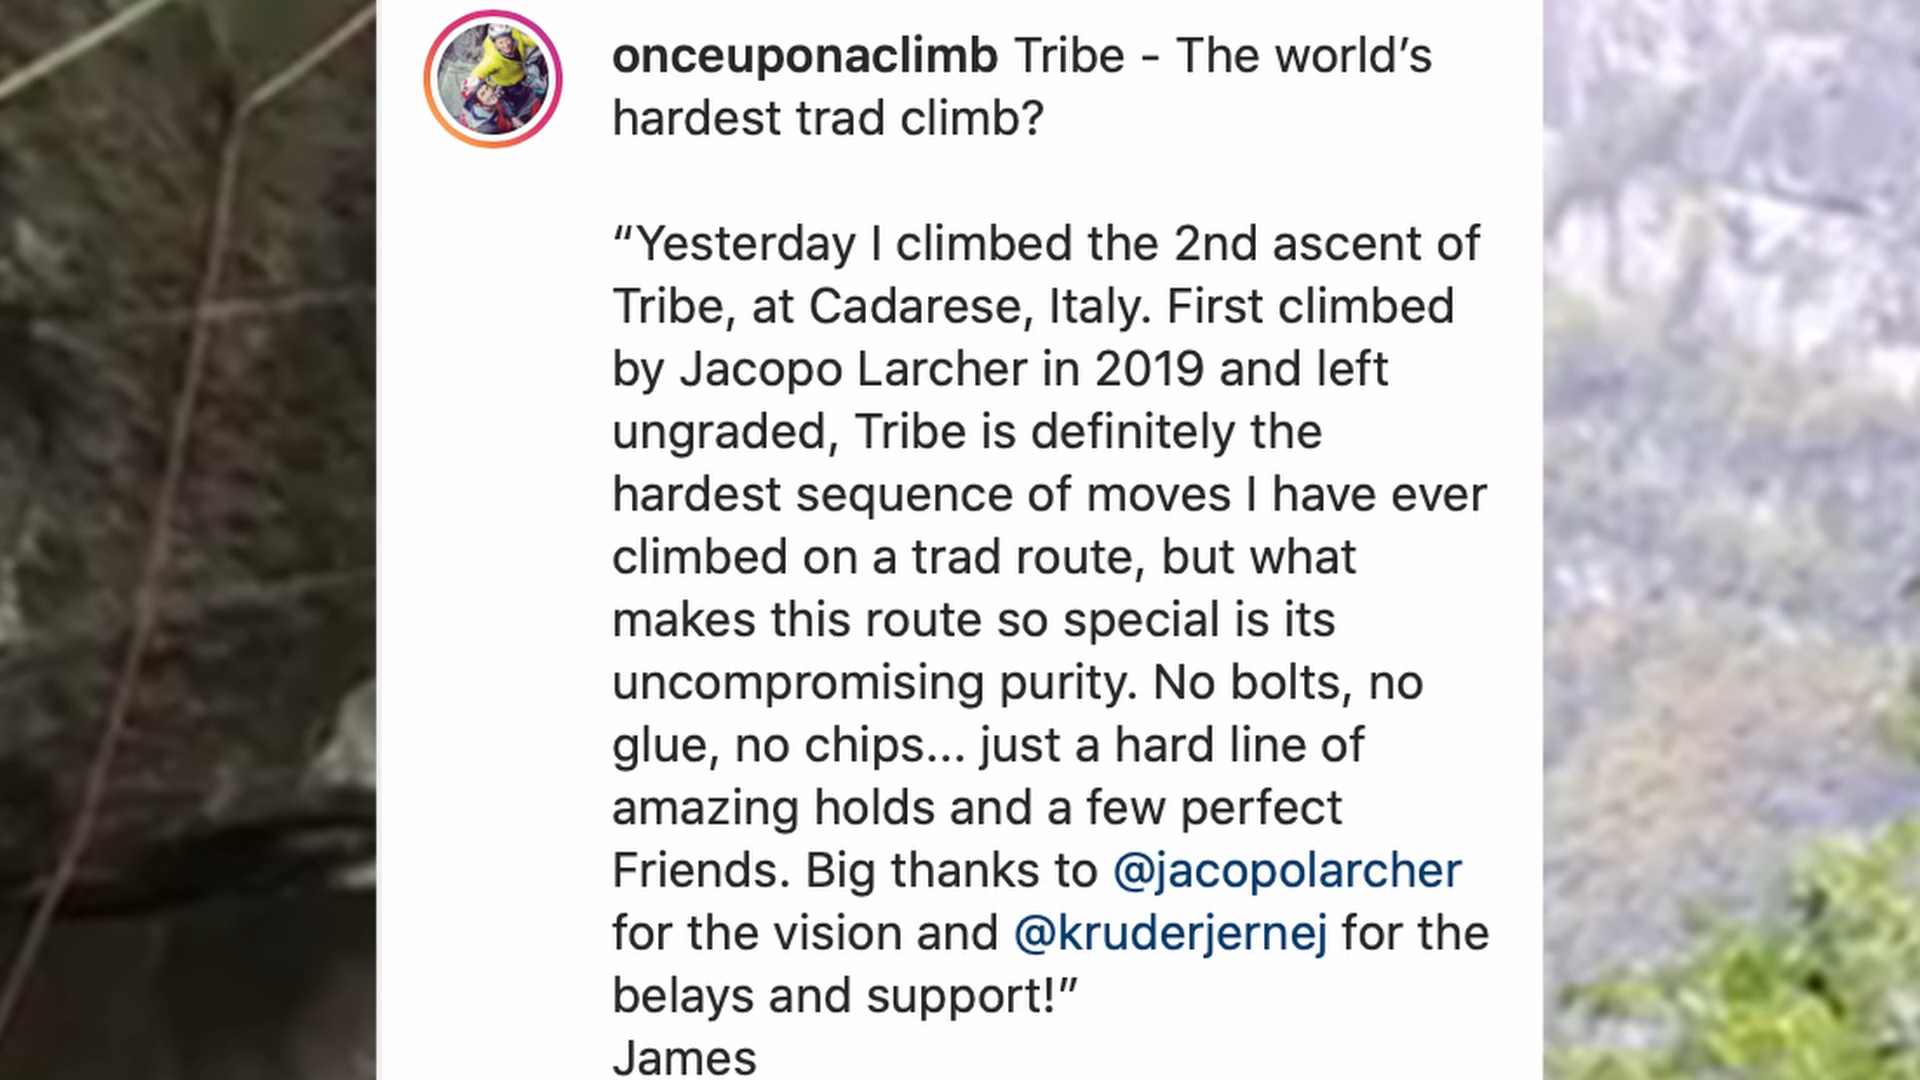 onceuponaclimb Tribe - The world’s
hardest trad climb?
“Yesterday I climbed the 2nd ascent of
Tribe, at Cadarese, Italy. First climbed
by Jacopo Larcher in 2019 and left
ungraded, Tribe is definitely the
hardest sequence of moves I have ever
climbed on a trad route, but what
makes this route so special is its
uncompromising purity. No bolts, no
glue, no chips... just a hard line of
amazing holds and a few perfect
Friends. Big thanks to @jacopolarcher
for the vision and @kruderjernej for the
belays and support!”
James